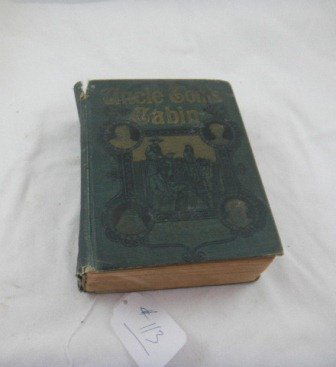 Uncle Tom's
Cabin
# 113